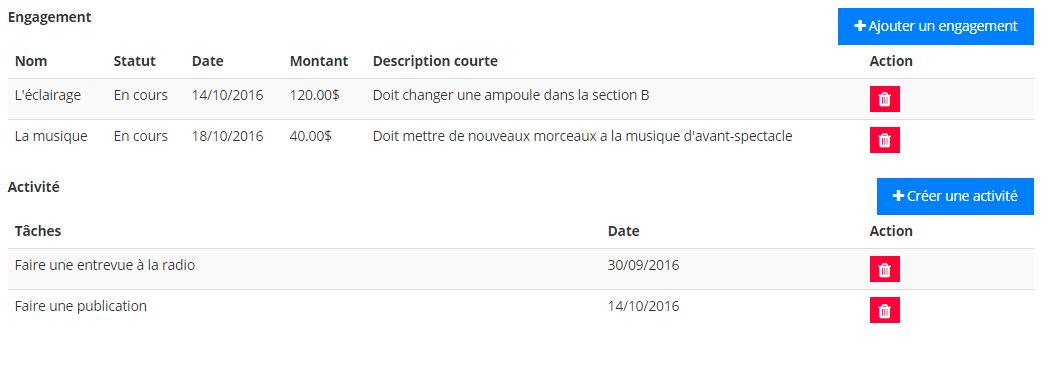 Engagement
Ajouter un engagement
Nom Statut Date Montant Description courte Action
L'éclairage En cours 14/10/2016 120.00$ Doit changer une ampoule dans la section B
La musique En cours 18/10/2016 40.00$ Doit mettre de nouveaux morceaux a la musique d'avant-spectacle
Activité
Créer une activité
Tâches Date Action
Faire une entrevue à la radio 30/09/2016
Faire une publication 14/10/2016